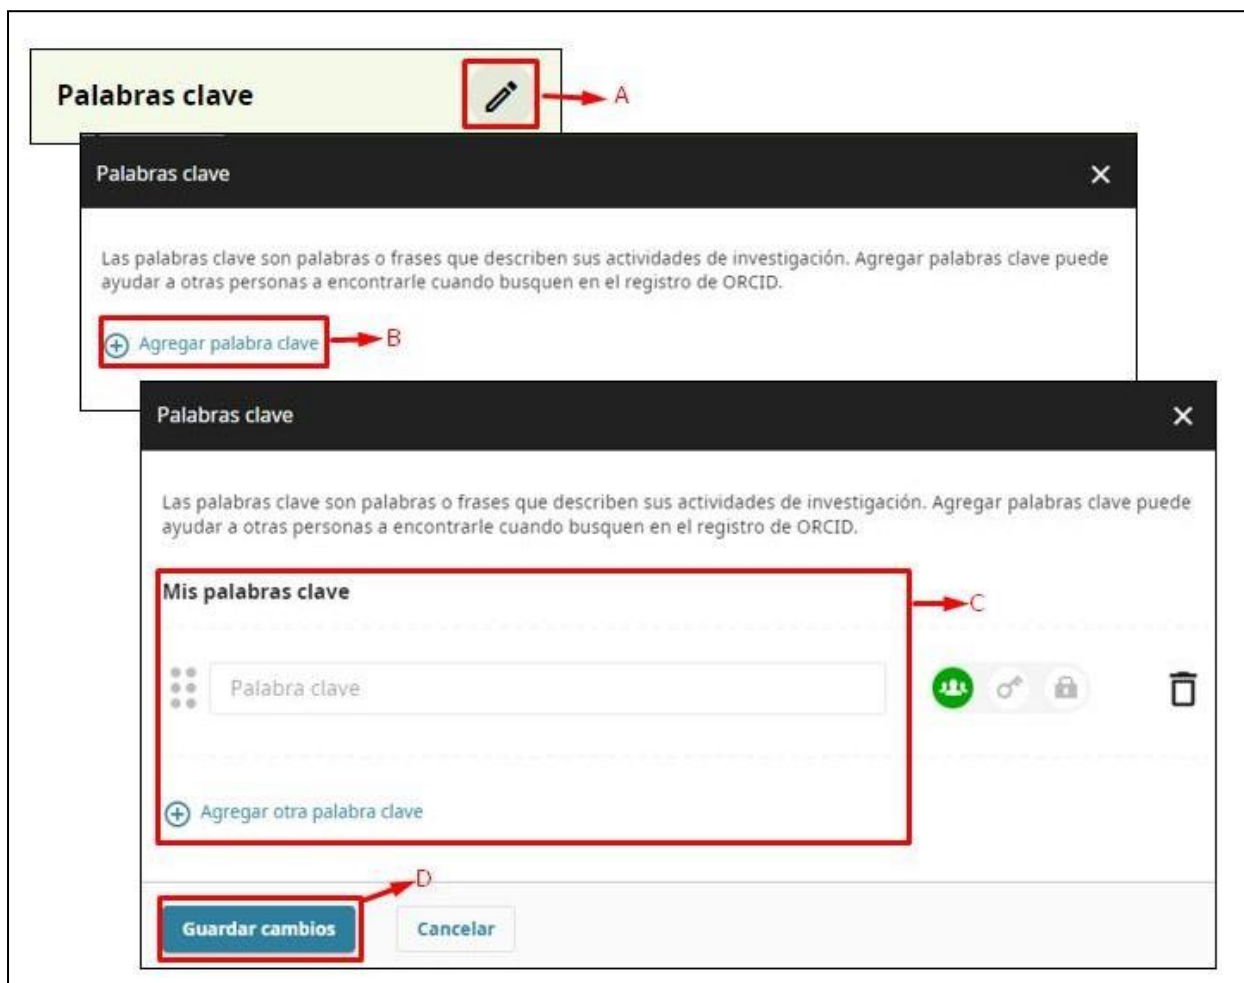 Palabras clave
A
Palabras clave
Las palabras clave son palabras o frases que describen sus actividades de investigación. Agregar palabras clave puede
ayudar a otras personas a encontrarle cuando busquen en el registro de ORCID.
Agregar palabra clave
B
Palabras clave
Las palabras clave son palabras o frases que describen sus actividades de investigación. Agregar palabras clave puede
ayudar a otras personas a encontrarle cuando busquen en el registro de ORCID.
Mis palabras clave
C
Palabra clave
Agregar otra palabra clave
D
Guardar cambios
Cancelar